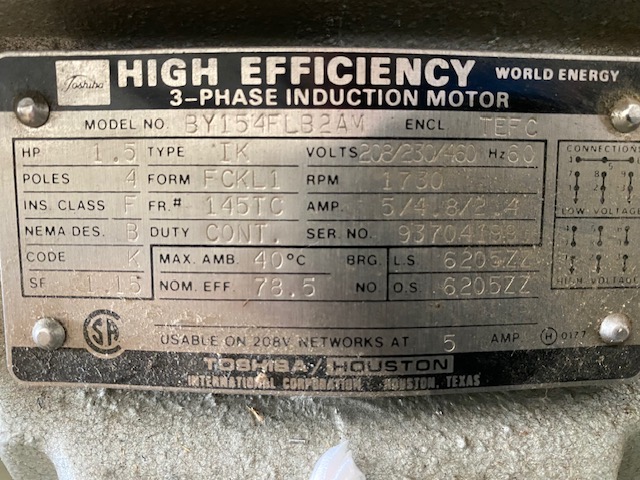 Toshiba HIGH EFFICIENCY WORLD ENERGY
3-PHASE INDUCTION MOTOR
MODEL NO. BY154FLB2AM ENCL TEFC
HP 1.5 TYPE IK VOLTS 208/230/460 Hz 60
POLES 4 FORM FCKL1 RPM 1730
INS. CLASS F FR.# 145TC AMP. 5/4.8/2.4
NEMA DES. B DUTY CONT. SER. NO.
CODE K MAX. AMB. 40°C BRG. L.S. 6205ZZ
SF 1.15 NOM. EFF. 78.5 NO O.S. 6205ZZ
CONNECTIONS
LOW-VOLTAGE
HIGH VOLTAGE
SA
USABLE ON 208V NETWORKS AT 5 AMP H 0177
TOSHIBA/HOUSTON
INTERNATIONAL CORPORATION HOUSTON, TEXAS